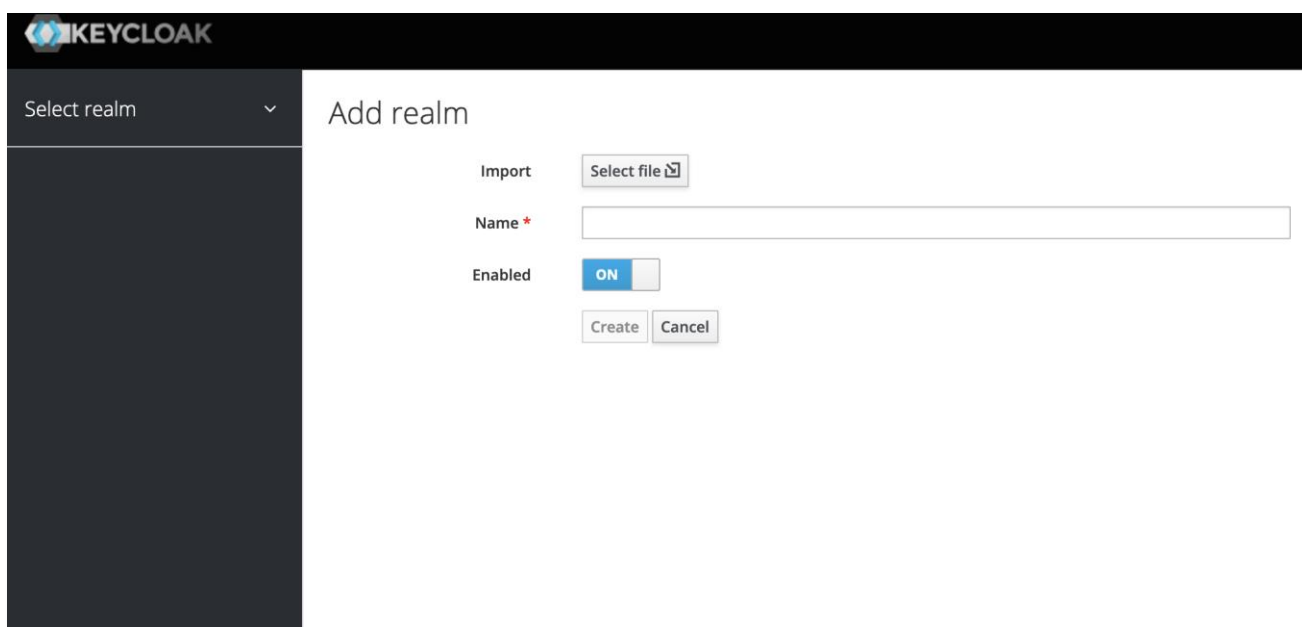 KEYCLOAK
Select realm
Add realm
Import Select file
Name *
Enabled ON
Create Cancel